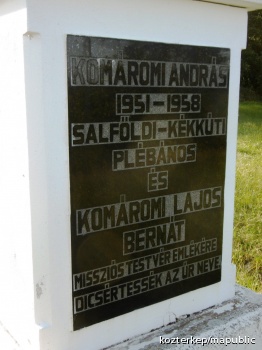 KOMÁROMI ANDRÁS
1951-1958
SALFÖLDI-KÉKKÚTI
PLÉBÁNOS
ÉS
KOMÁROMI LAJOS
BERNÁT
MISSZIÓS TESTVÉR EMLÉKÉRE
DICSÉRTESSÉK AZ ÚR NEVE!
kozterkep/mapublic